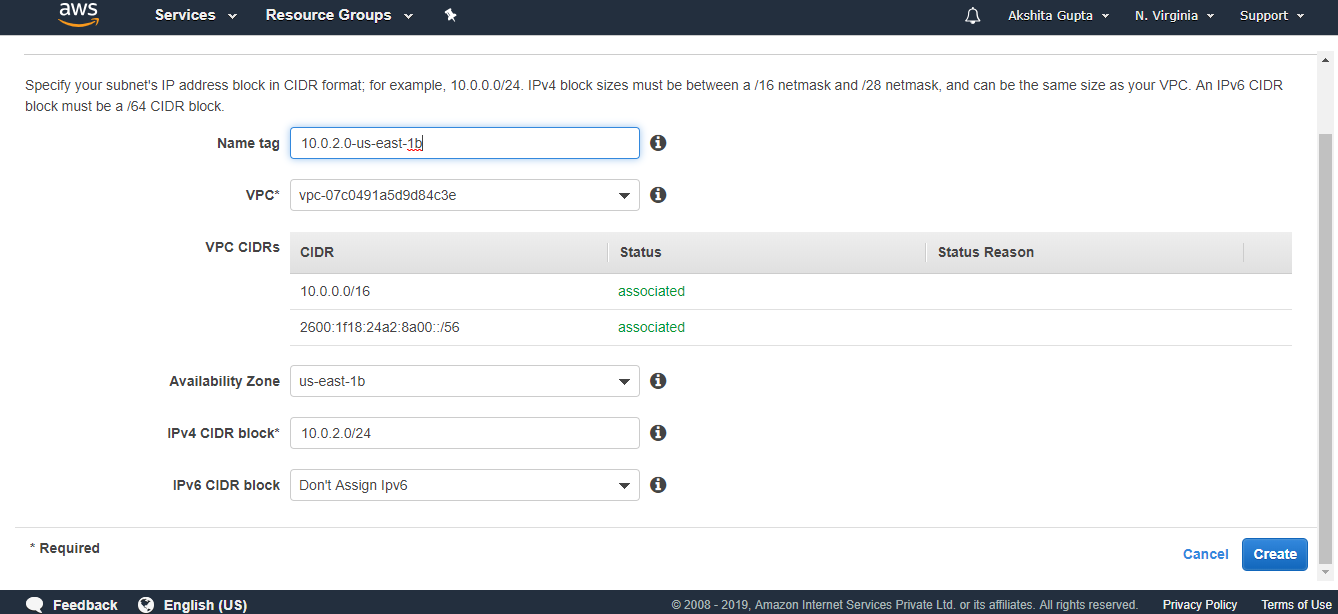 aws Services Resource Groups Akshita Gupta N. Virginia Support
Specify your subnet's IP address block in CIDR format; for example, 10.0.0.0/24. IPv4 block sizes must be between a /16 netmask and /28 netmask, and can be the same size as your VPC. An IPv6 CIDR
block must be a /64 CIDR block.
Name tag 10.0.2.0-us-east-1b
VPC* vpc-07c0491a5d9d84c3e
VPC CIDRs CIDR Status Status Reason
10.0.0.0/16 associated
2600:1f18:24a2:8a00::/56 associated
Availability Zone us-east-1b
IPv4 CIDR block* 10.0.2.0/24
IPv6 CIDR block Don't Assign Ipv6
* Required
Cancel Create
Feedback English (US) © 2008 - 2019, Amazon Internet Services Private Ltd. or its affiliates. All rights reserved. Privacy Policy Terms of Use